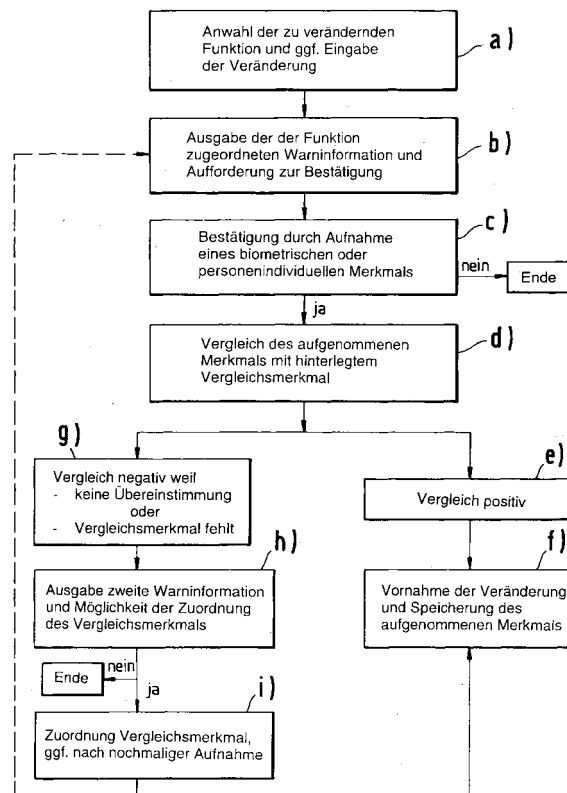 Anwahl der zu verändernden
Funktion und ggf. Eingabe
der Veränderung
a)
Ausgabe der der Funktion
zugeordneten Warninformation und
Aufforderung zur Bestätigung
b)
Bestätigung durch Aufnahme
eines biometrischen oder
personenindividuellen Merkmals
c)
nein
Ende
ja
Vergleich des aufgenommenen
Merkmals mit hinterlegtem
Vergleichsmerkmal
d)
g)
Vergleich negativ weil
- keine Übereinstimmung
oder
- Vergleichsmerkmal fehlt
e)
Vergleich positiv
h)
Ausgabe zweite Warninformation
und Möglichkeit der Zuordnung
des Vergleichsmerkmals
f)
Vornahme der Veränderung
und Speicherung des
aufgenommenen Merkmals
nein
Ende
ja
i)
Zuordnung Vergleichsmerkmal,
ggf. nach nochmaliger Aufnahme